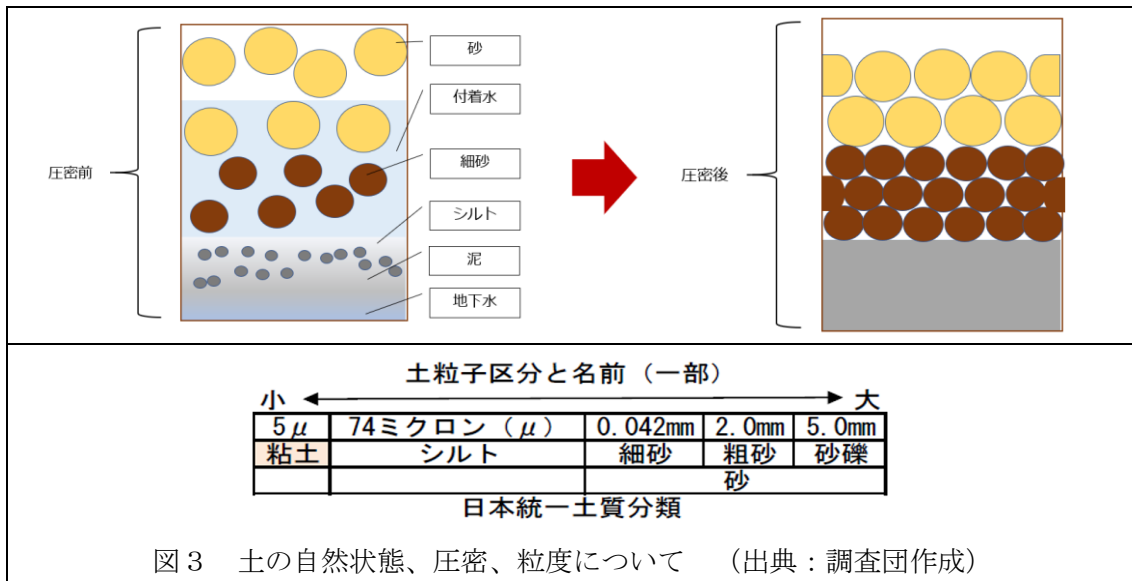 圧密前
砂
付着水
細砂
シルト
泥
地下水
圧密後
土粒子区分と名前（一部）
小 大
5μ 74ミクロン（μ） 0.042mm 2.0mm 5.0mm
粘土 シルト 細砂 粗砂 砂礫
砂
日本統一土質分類
図３　土の自然状態、圧密、粒度について　（出典：調査団作成）